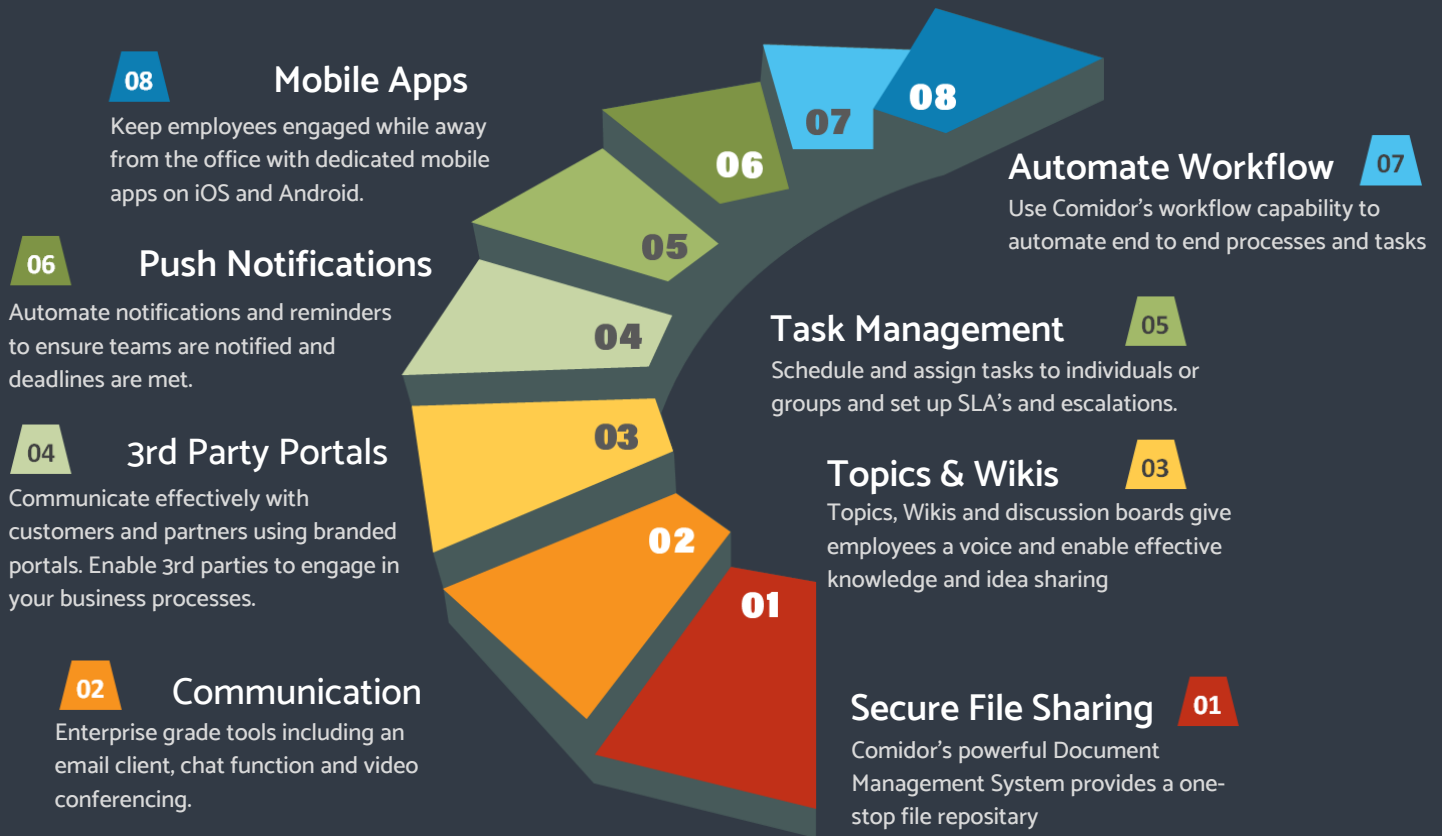 08
Mobile Apps
Keep employees engaged while away
from the office with dedicated mobile
apps on iOS and Android.
06
Push Notifications
Automate notifications and reminders
to ensure teams are notified and
deadlines are met.
04
3rd Party Portals
Communicate effectively with
customers and partners using branded
portals. Enable 3rd parties to engage in
your business processes.
02
Communication
Enterprise grade tools including an
email client, chat function and video
conferencing.
08
07
06
05
04
03
02
01
Automate Workflow
07
Use Comidor's workflow capability to
automate end to end processes and tasks
Task Management
05
Schedule and assign tasks to individuals or
groups and set up SLA's and escalations.
Topics & Wikis
03
Topics, Wikis and discussion boards give
employees a voice and enable effective
knowledge and idea sharing
Secure File Sharing
01
Comidor's powerful Document
Management System provides a one-
stop file repositary